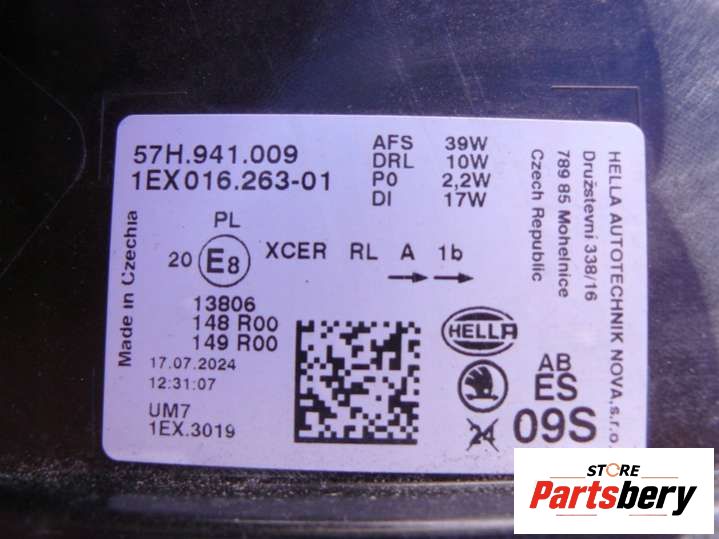 57H.941.009
1EX016.263-01
AFS 39W
DRL 10W
P0 2,2W
DI 17W
PL
20 E8 XCER RL A 1b
13806
148 R00
149 R00
17.07.2024
12:31:07
UM7
1EX.3019
Made in Czechia
HELLA
AB
ES
24 09S
HELLA AUTOTECHNIK NOVA,s.r.o
Družstevní 338/16
789 85 Mohelnice
Czech Republic
STORE
Partsbery